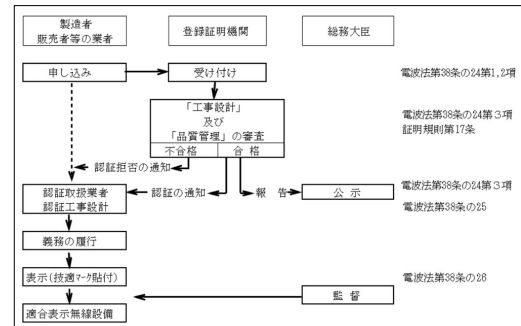 製造者
販売者等の業者
登録証明機関
総務大臣
申し込み
受け付け
電波法第38条の24第1,2項
「工事設計」
及び
「品質管理」の審査
電波法第38条の24第3項
証明規則第17条
不合格
合格
認証拒否の通知
認証取扱業者
認証工事設計
認証の通知
報告
公示
電波法第38条の24第3項
電波法第38条の25
義務の履行
表示(技適マーク貼付)
電波法第38条の26
監督
適合表示無線設備